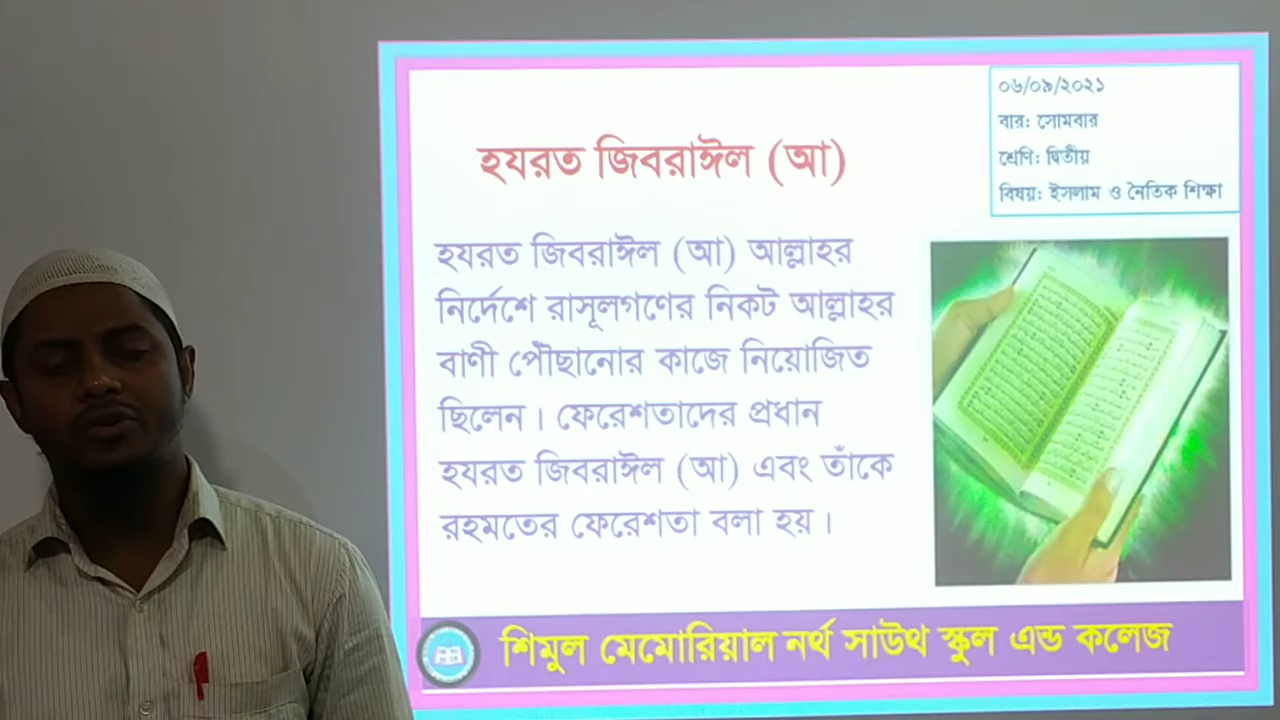 ০৬/০৯/২০২১
বার: সোমবার
শ্রেণি: দ্বিতীয়
বিষয়: ইসলাম ও নৈতিক শিক্ষা
হযরত জিবরাঈল (আ)
হযরত জিবরাঈল (আ) আল্লাহর
নির্দেশে রাসূলগণের নিকট আল্লাহর
বাণী পৌঁছানোর কাজে নিয়োজিত
ছিলেন। ফেরেশতাদের প্রধান
হযরত জিবরাঈল (আ) এবং তাঁকে
রহমতের ফেরেশতা বলা হয়।
শিমুল মেমোরিয়াল নর্থ সাউথ স্কুল এন্ড কলেজ